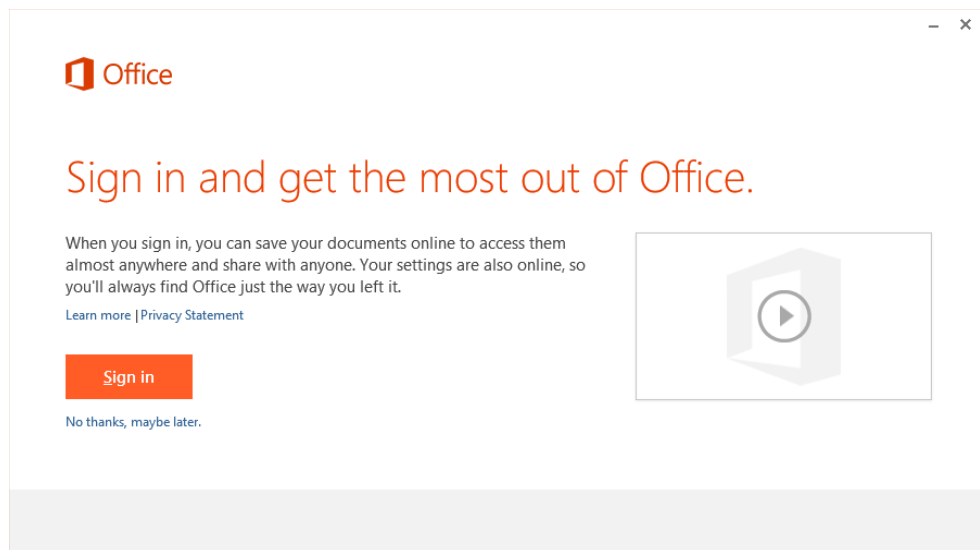 Office
Sign in and get the most out of Office.
When you sign in, you can save your documents online to access them
almost anywhere and share with anyone. Your settings are also online, so
you'll always find Office just the way you left it.
Learn more | Privacy Statement
Sign in
No thanks, maybe later.